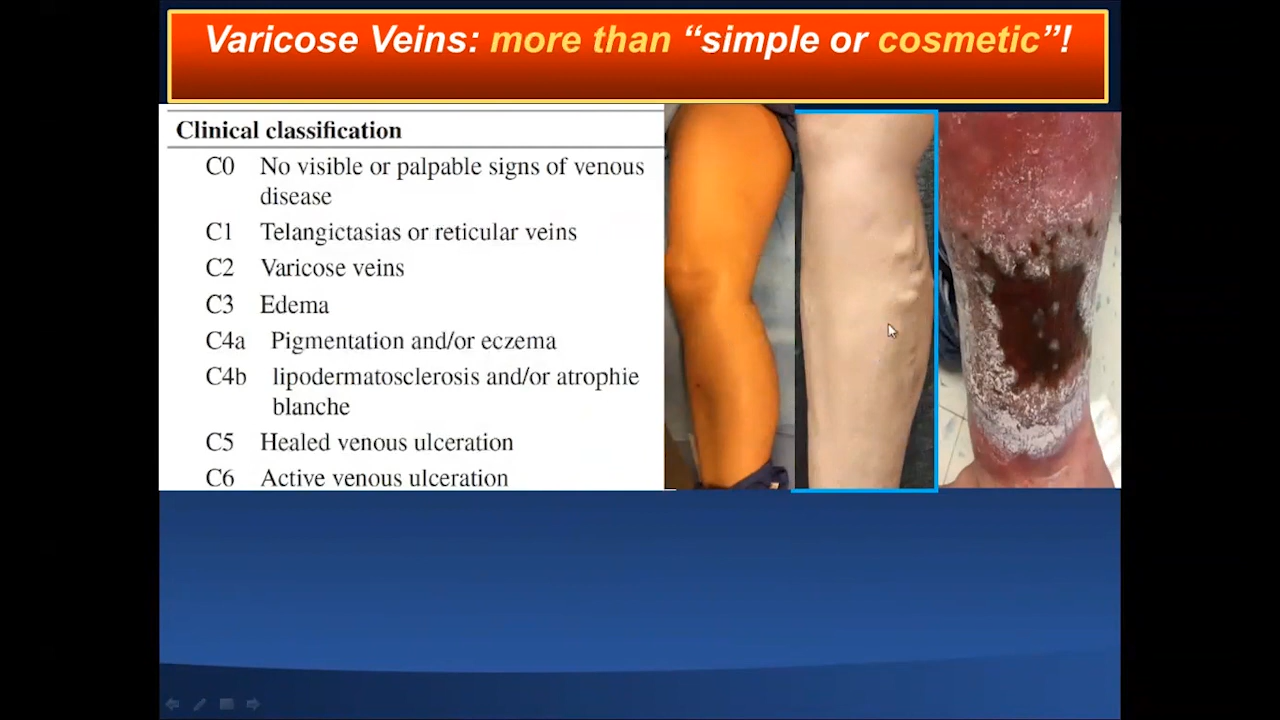 Varicose Veins: more than “simple or cosmetic”!
Clinical classification
C0 No visible or palpable signs of venous
disease
C1 Telangictasias or reticular veins
C2 Varicose veins
C3 Edema
C4a Pigmentation and/or eczema
C4b lipodermatosclerosis and/or atrophie
blanche
C5 Healed venous ulceration
C6 Active venous ulceration